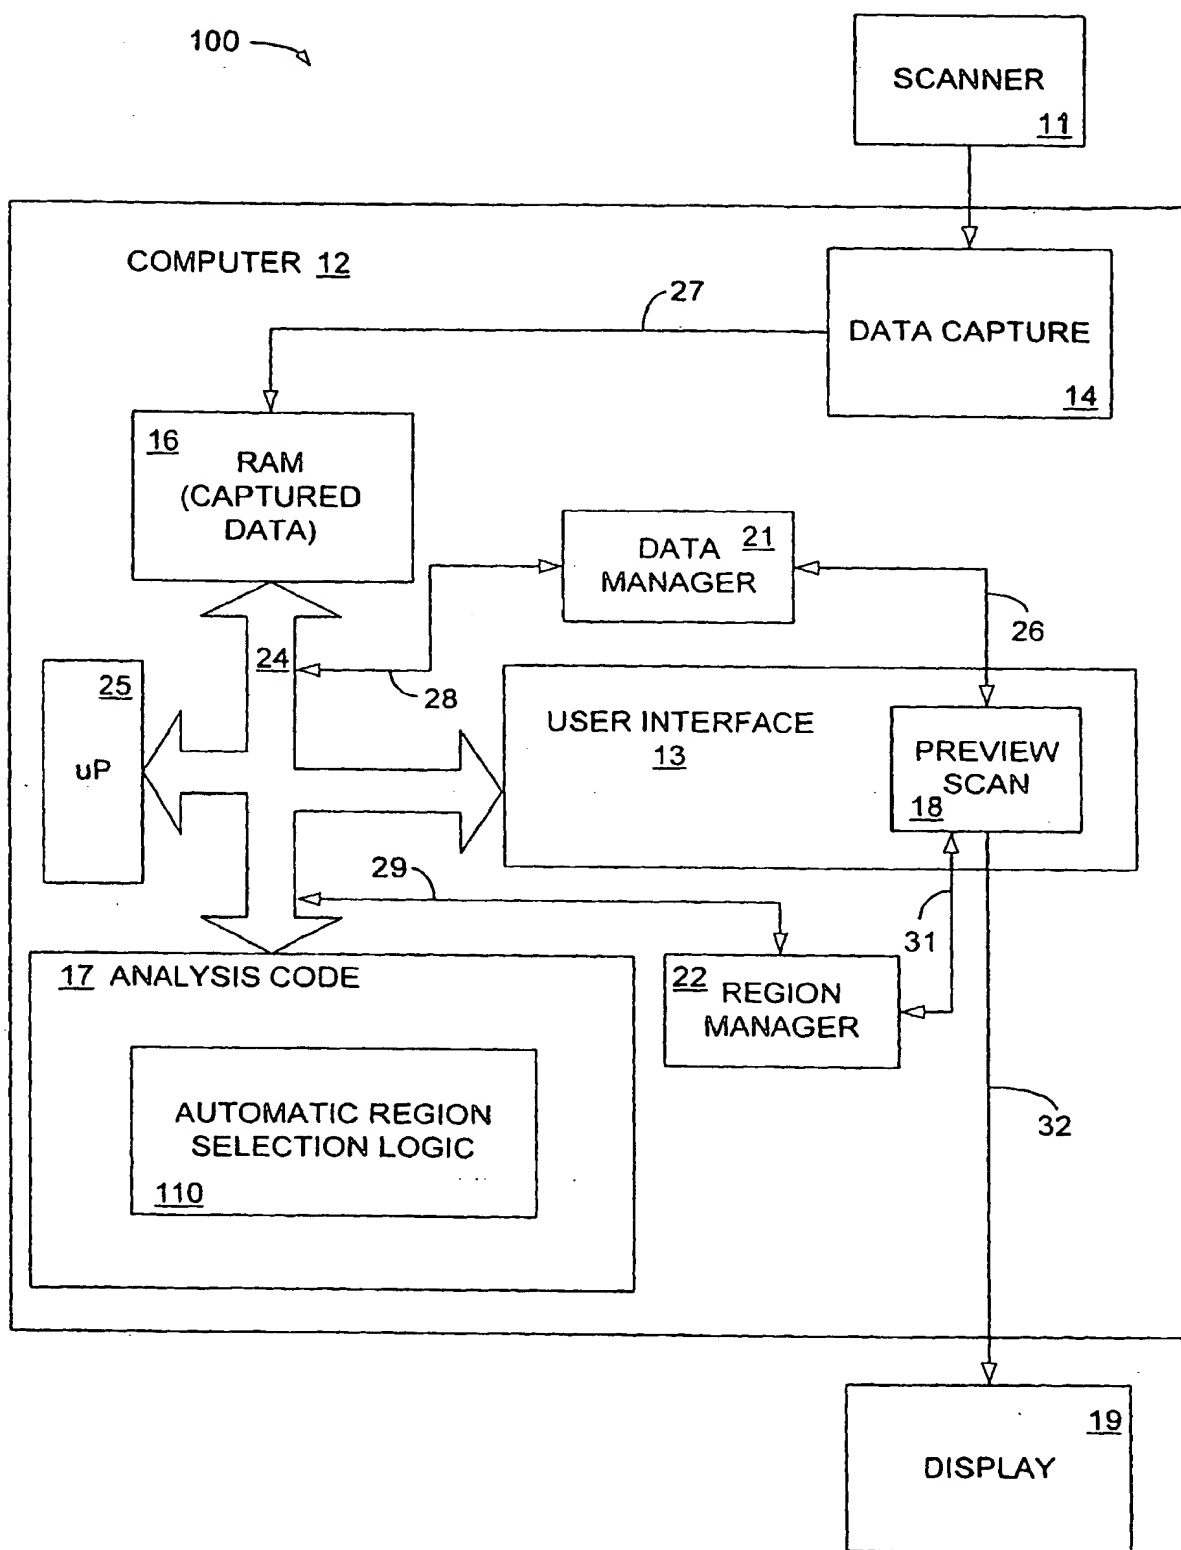 100
SCANNER
11
COMPUTER 12
27
DATA CAPTURE
14
16
RAM
(CAPTURED
DATA)
21
DATA
MANAGER
26
24
28
25
uP
USER INTERFACE
13
PREVIEW
SCAN
18
29
31
17 ANALYSIS CODE
22
REGION
MANAGER
AUTOMATIC REGION
SELECTION LOGIC
110
32
19
DISPLAY